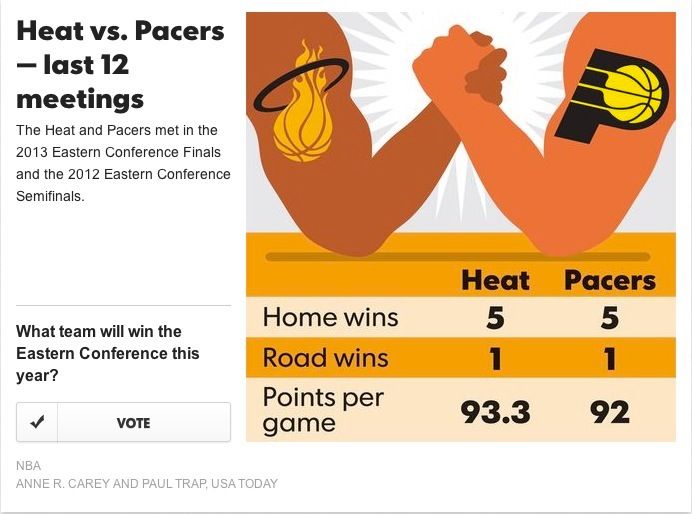 Heat vs. Pacers
— last 12
meetings
The Heat and Pacers met in the
2013 Eastern Conference Finals
and the 2012 Eastern Conference
Semifinals.
What team will win the
Eastern Conference this
year?
VOTE
Heat Pacers
Home wins 5 5
Road wins 1 1
Points per
game 93.3 92
NBA
ANNE R. CAREY AND PAUL TRAP, USA TODAY